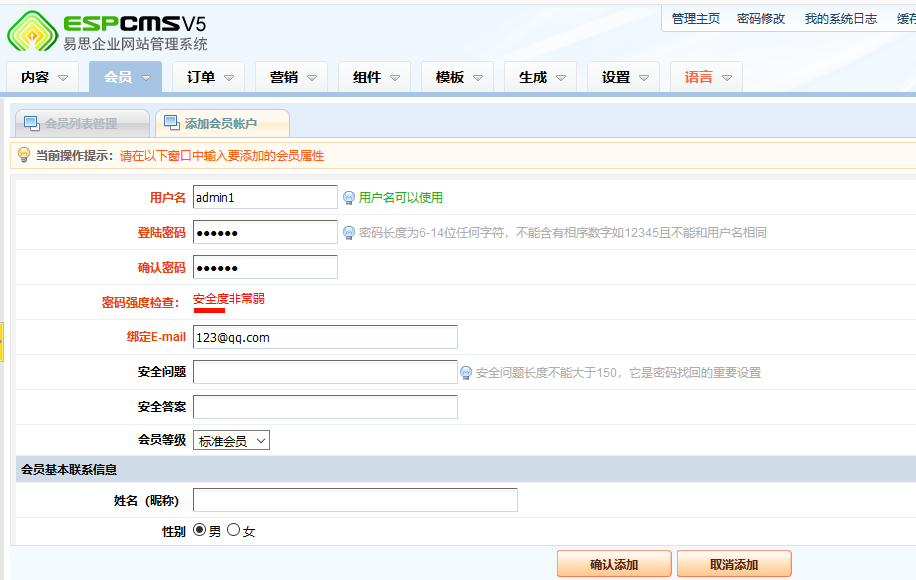 ESPCMS V5
易思企业网站管理系统
管理主页 密码修改 我的系统日志 缓存
内容 会员 订单 营销 组件 模板 生成 设置 语言
会员列表管理 添加会员帐户
当前操作提示：请在以下窗口中输入要添加的会员属性
用户名 admin1 用户名可以使用
登陆密码 ●●●●●● 密码长度为6-14位任何字符，不能含有相序数字如12345且不能和用户名相同
确认密码 ●●●●●●
密码强度检查： 安全度非常弱
绑定E-mail 123@qq.com
安全问题 安全问题长度不能大于150，它是密码找回的重要设置
安全答案
会员等级 标准会员
会员基本联系信息
姓名（昵称）
性别 男 女
确认添加 取消添加